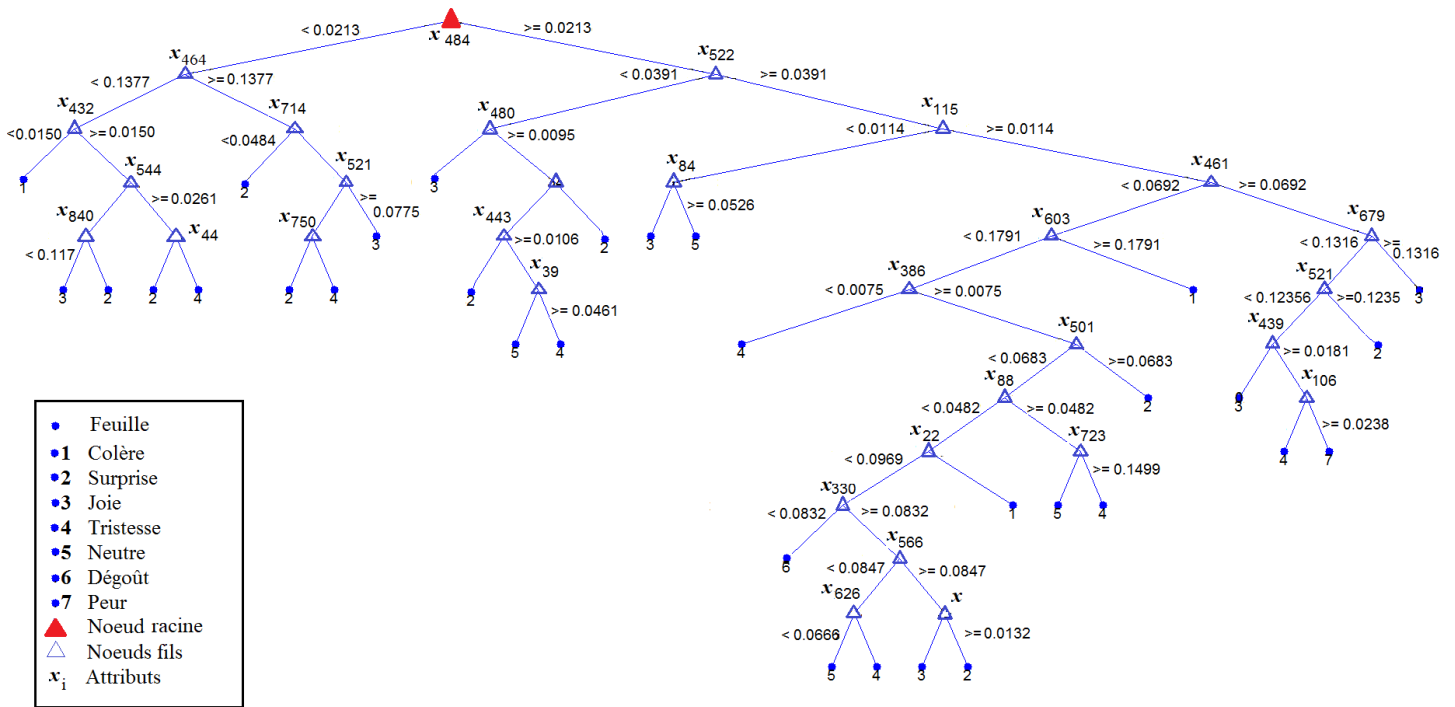 < 0.0213
>= 0.0213
x484
x464
x522
< 0.1377
>= 0.1377
< 0.0391
>= 0.0391
x432
x714
x480
x115
<0.0150
>= 0.0150
<0.0484
>= 0.0095
< 0.0114
>= 0.0114
x544
x521
x84
x461
1
2
3
>=0.0261
>=
0.0775
>= 0.0526
< 0.0692
>= 0.0692
x840
x44
x750
x443
x603
x679
< 0.117
3
>=0.0106
2
3
5
< 0.1791
>= 0.1791
< 0.1316
>=
0.1316
x39
x386
x521
3
2
2
4
2
4
2
>= 0.0461
< 0.0075
>= 0.0075
1
< 0.12356
>=0.1235
3
x501
x439
5
4
4
< 0.0683
>=0.0683
>= 0.0181
2
x88
x106
< 0.0482
>= 0.0482
2
3
>= 0.0238
x22
x723
< 0.0969
>= 0.1499
4
7
x330
< 0.0832
>= 0.0832
1
5
4
x566
6
< 0.0847
>= 0.0847
x626
x
< 0.0666
>= 0.0132
5
4
3
2
Feuille
1 Colère
2 Surprise
3 Joie
4 Tristesse
5 Neutre
6 Dégoût
7 Peur
Noeud racine
Noeuds fils
xi Attributs